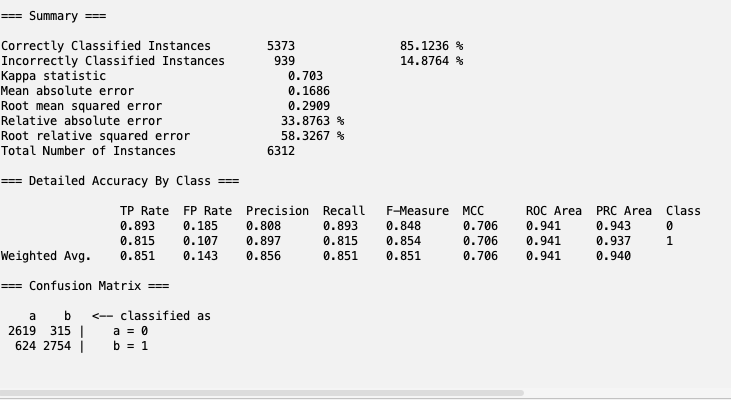 === Summary ===
Correctly Classified Instances 5373 85.1236 %
Incorrectly Classified Instances 939 14.8764 %
Kappa statistic 0.703
Mean absolute error 0.1686
Root mean squared error 0.2909
Relative absolute error 33.8763 %
Root relative squared error 58.3267 %
Total Number of Instances 6312
=== Detailed Accuracy By Class ===
TP Rate FP Rate Precision Recall F-Measure MCC ROC Area PRC Area Class
0.893 0.185 0.808 0.893 0.848 0.706 0.941 0.943 0
0.815 0.107 0.897 0.815 0.854 0.706 0.941 0.937 1
Weighted Avg. 0.851 0.143 0.856 0.851 0.851 0.706 0.941 0.940
=== Confusion Matrix ===
a b <-- classified as
2619 315 | a = 0
624 2754 | b = 1